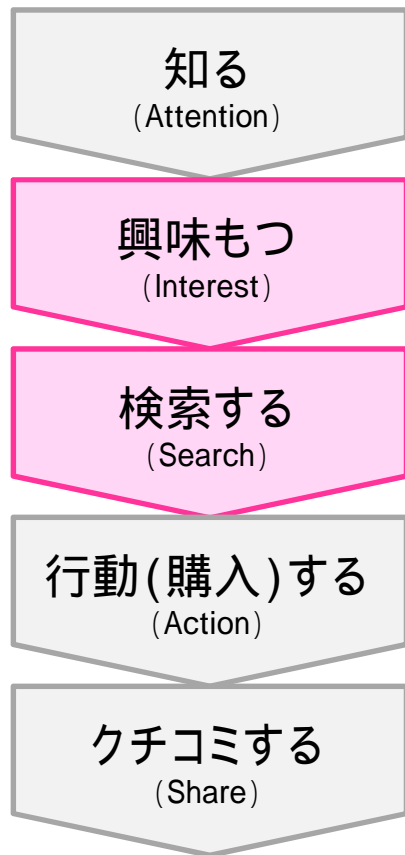 知る
(Attention)
興味もつ
(Interest)
検索する
(Search)
行動(購入)する
(Action)
クチコミする
(Share)